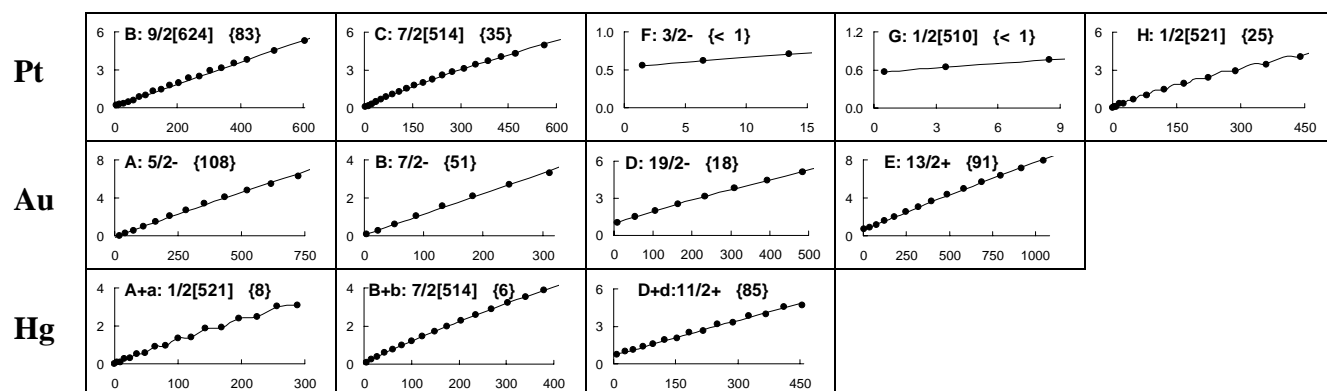 Pt
B: 9/2[624] {83}
6
3
0
0 200 400 600
C: 7/2[514] {35}
6
3
0
0 150 300 450 600
F: 3/2- {< 1}
1.0
0.5
0.0
0 5 10 15
G: 1/2[510] {< 1}
1.2
0.6
0.0
0 3 6 9
H: 1/2[521] {25}
6
3
0
0 150 300 450
Au
A: 5/2- {108}
8
4
0
0 250 500 750
B: 7/2- {51}
4
2
0
0 100 200 300
D: 19/2- {18}
6
3
0
0 100 200 300 400 500
E: 13/2+ {91}
8
4
0
0 200 400 600 800 1000
Hg
A+a: 1/2[521] {8}
4
2
0
0 100 200 300
B+b: 7/2[514] {6}
4
2
0
0 100 200 300 400
D+d:11/2+ {85}
6
3
0
0 150 300 450